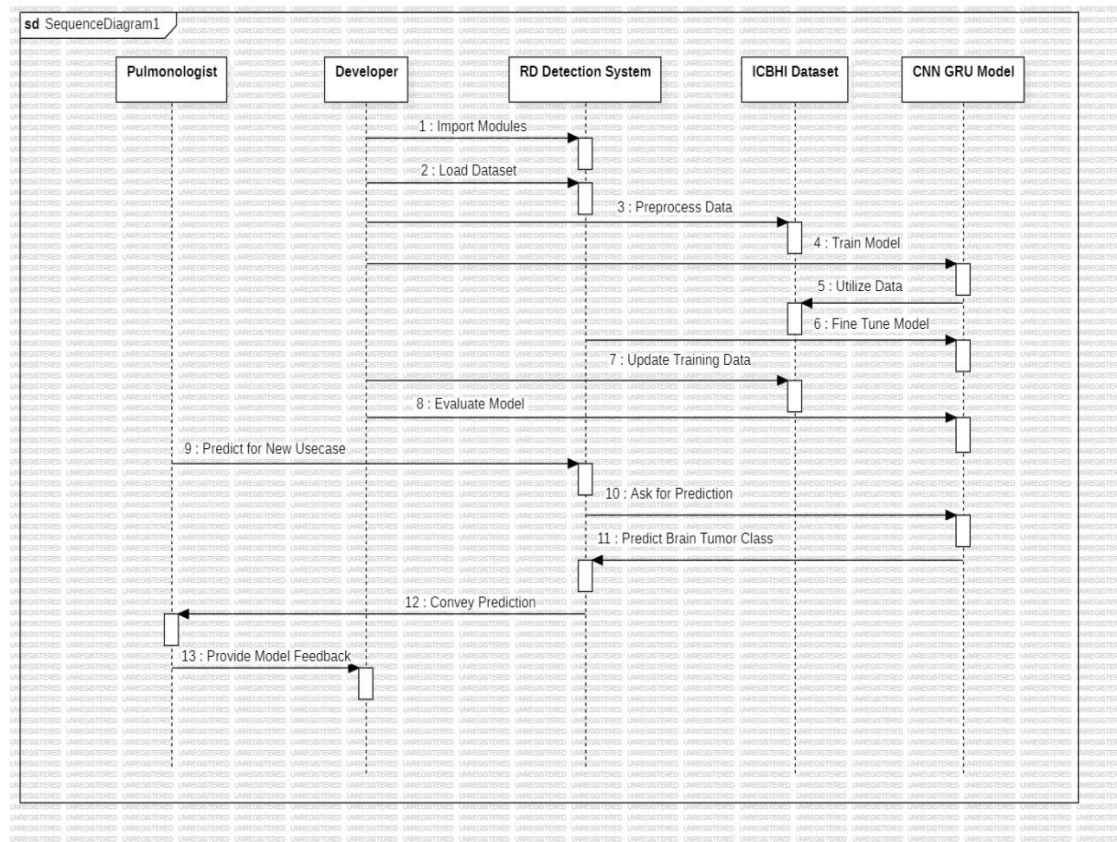 sd SequenceDiagram1
Pulmonologist
Developer
RD Detection System
ICBHI Dataset
CNN GRU Model
1 : Import Modules
2 : Load Dataset
3 : Preprocess Data
4 : Train Model
5 : Utilize Data
6 : Fine Tune Model
7 : Update Training Data
8 : Evaluate Model
9 : Predict for New Usecase
10 : Ask for Prediction
11 : Predict Brain Tumor Class
12 : Convey Prediction
13 : Provide Model Feedback
UNREGISTERED